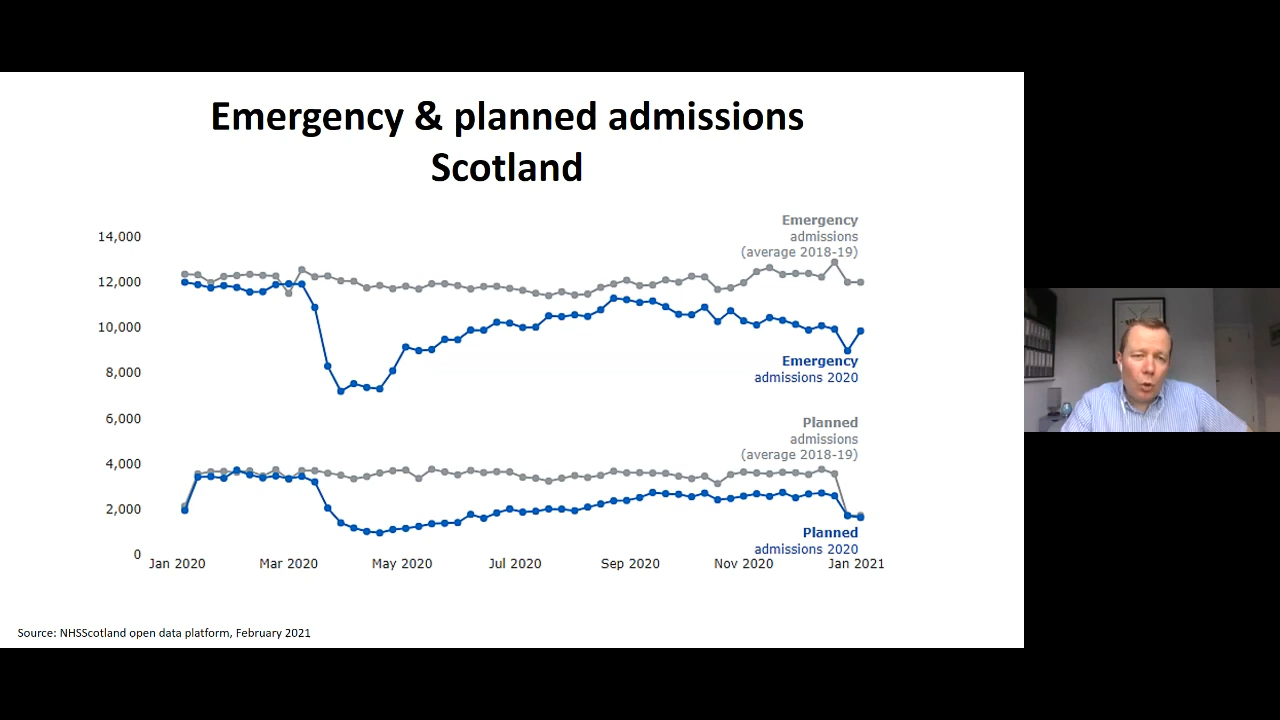 Emergency & planned admissions
Scotland
Emergency
admissions
(average 2018-19)
14,000
12,000
10,000
8,000
6,000
4,000
2,000
0
Emergency
admissions 2020
Planned
admissions
(average 2018-19)
Planned
admissions 2020
Jan 2020
Mar 2020
May 2020
Jul 2020
Sep 2020
Nov 2020
Jan 2021
Source: NHSScotland open data platform, February 2021